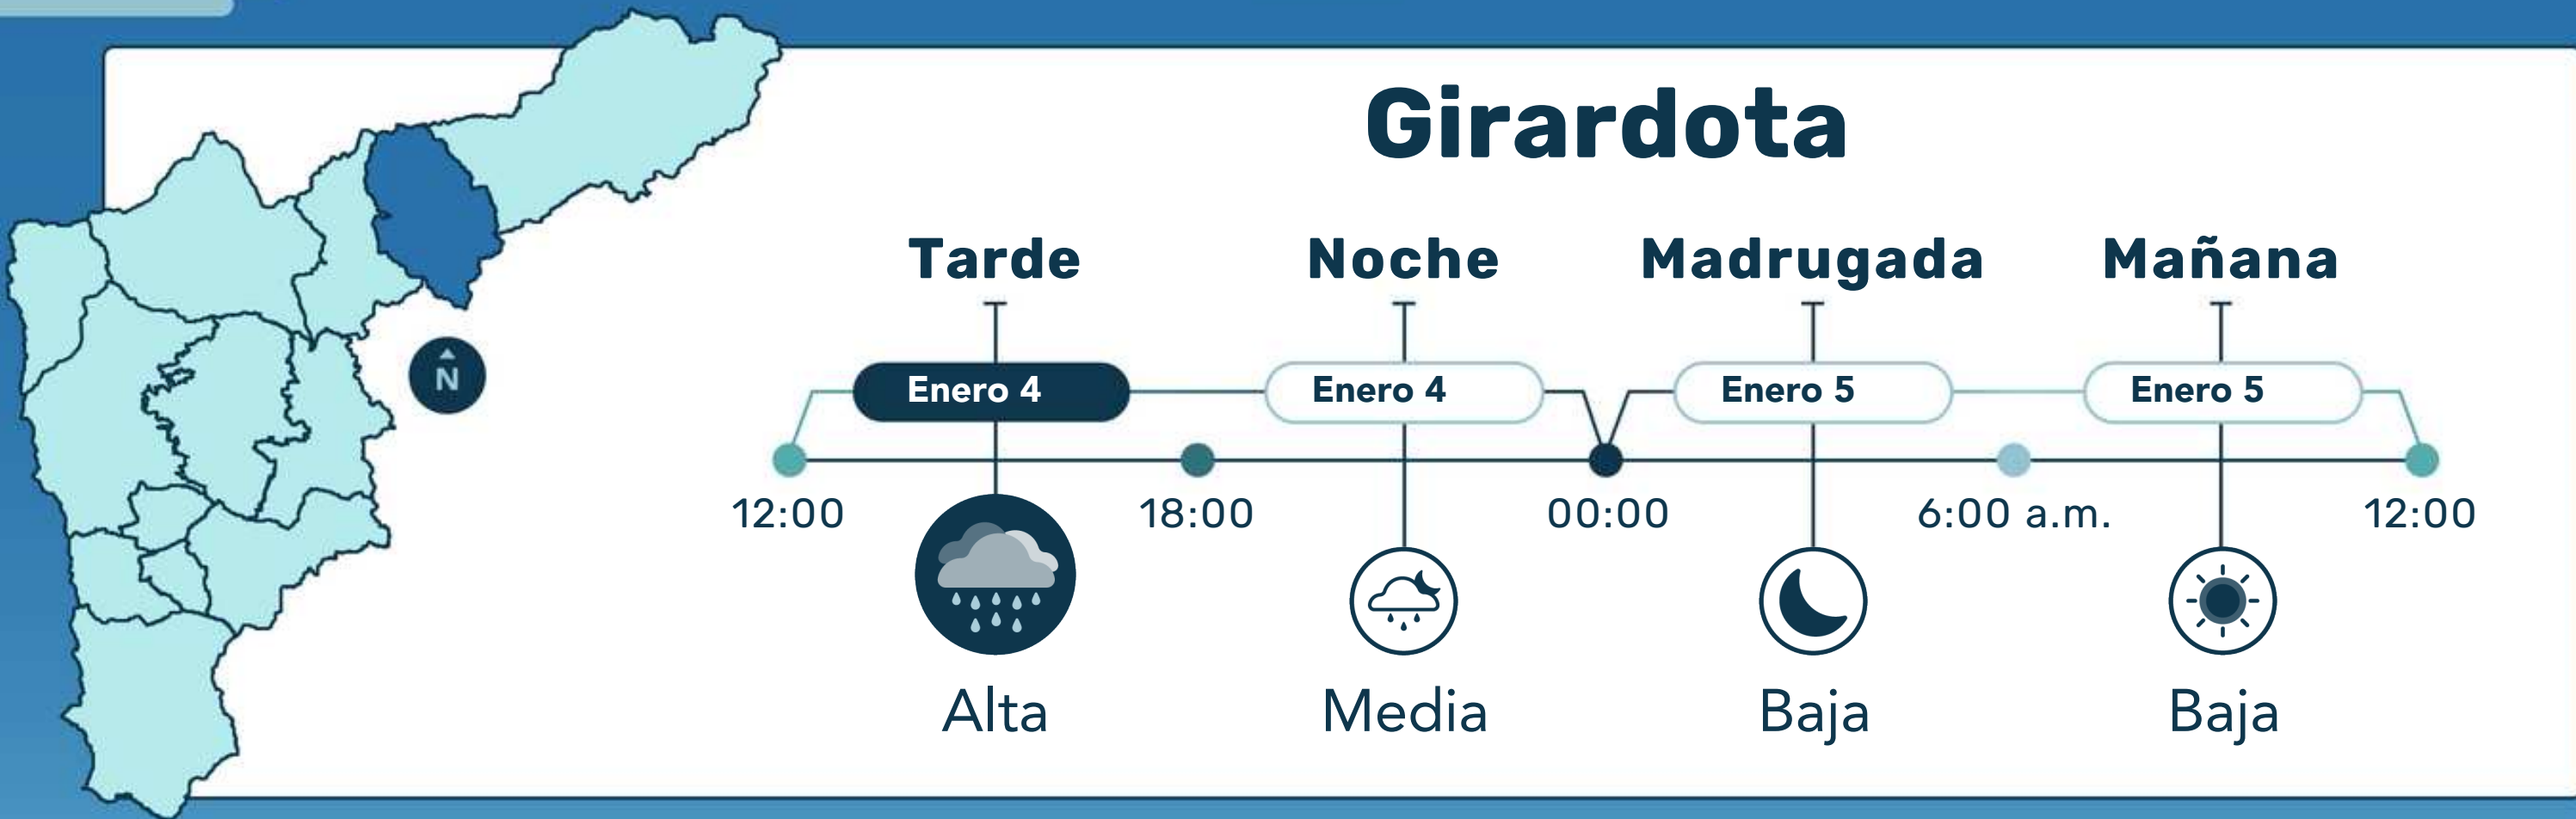 Girardota
Tarde Noche Madrugada Mañana
Enero 4 Enero 4 Enero 5 Enero 5
N
12:00 18:00 00:00 6:00 a.m. 12:00
Alta Media Baja Baja